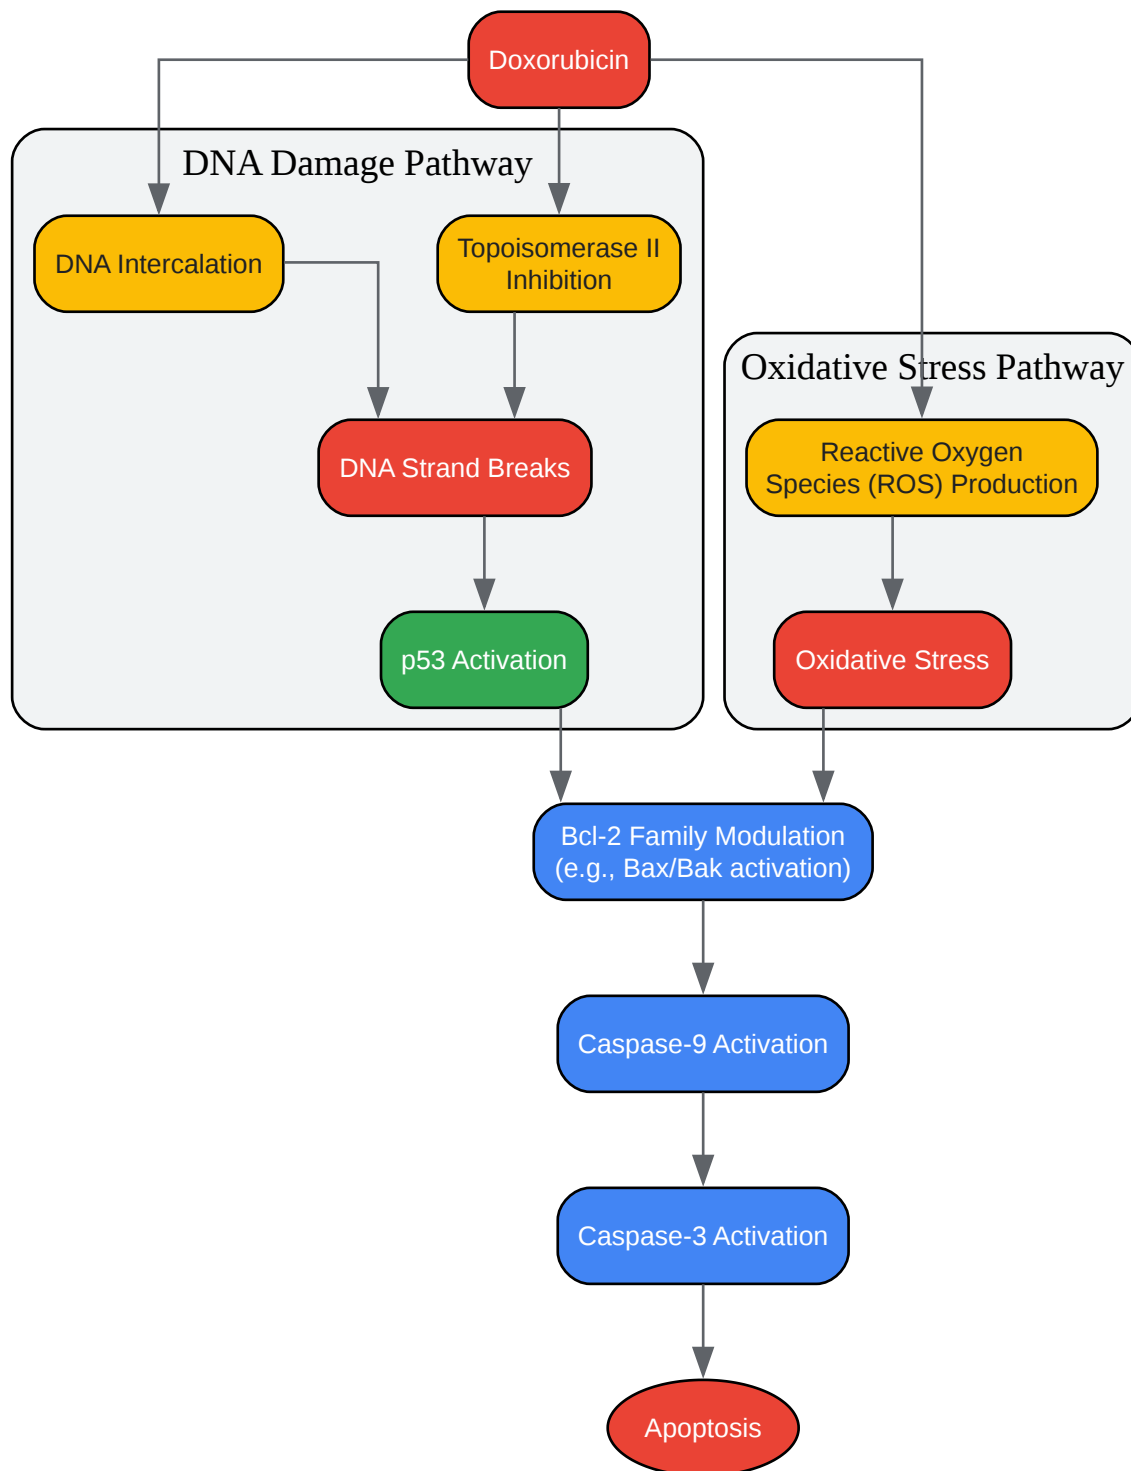 Doxorubicin
DNA Damage Pathway
DNA Intercalation
Topoisomerase II
Inhibition
Oxidative Stress Pathway
DNA Strand Breaks
Reactive Oxygen
Species (ROS) Production
p53 Activation
Oxidative Stress
Bcl-2 Family Modulation
(e.g., Bax/Bak activation)
Caspase-9 Activation
Caspase-3 Activation
Apoptosis